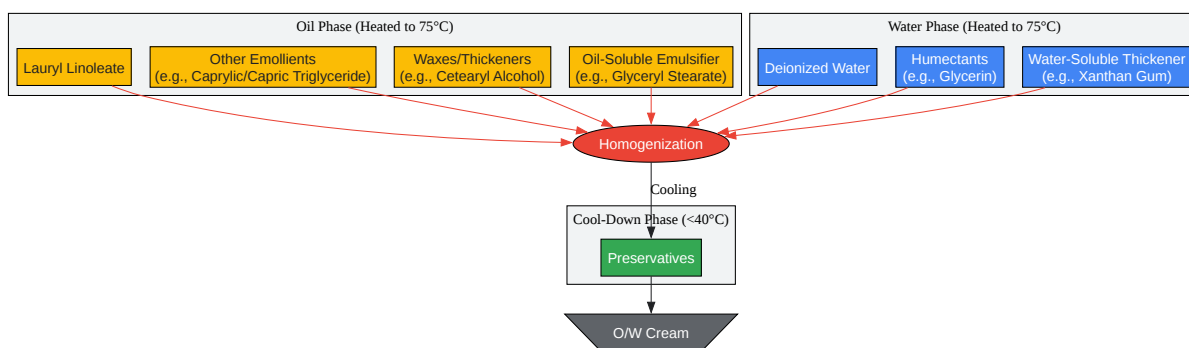 Oil Phase (Heated to 75°C)
Water Phase (Heated to 75°C)
Lauryl Linoleate
Other Emollients
(e.g., Caprylic/Capric Triglyceride)
Waxes/Thickeners
(e.g., Cetearyl Alcohol)
Oil-Soluble Emulsifier
(e.g., Glyceryl Stearate)
Deionized Water
Humectants
(e.g., Glycerin)
Water-Soluble Thickener
(e.g., Xanthan Gum)
Homogenization
Cooling
Cool-Down Phase (<40°C)
Preservatives
O/W Cream